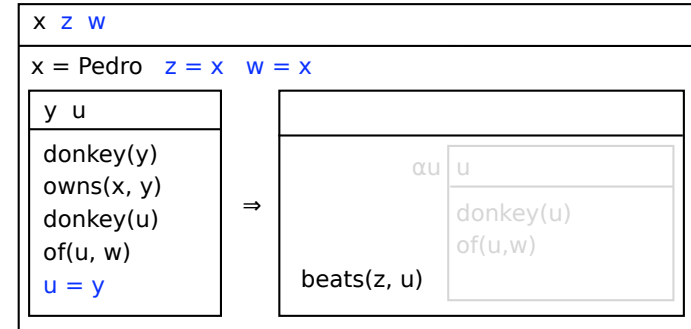 x z w
x = Pedro z = x w = x
y u
donkey(y)
owns(x, y)
donkey(u)
of(u, w)
u = y
⇒
αu u
donkey(u)
of(u,w)
beats(z, u)